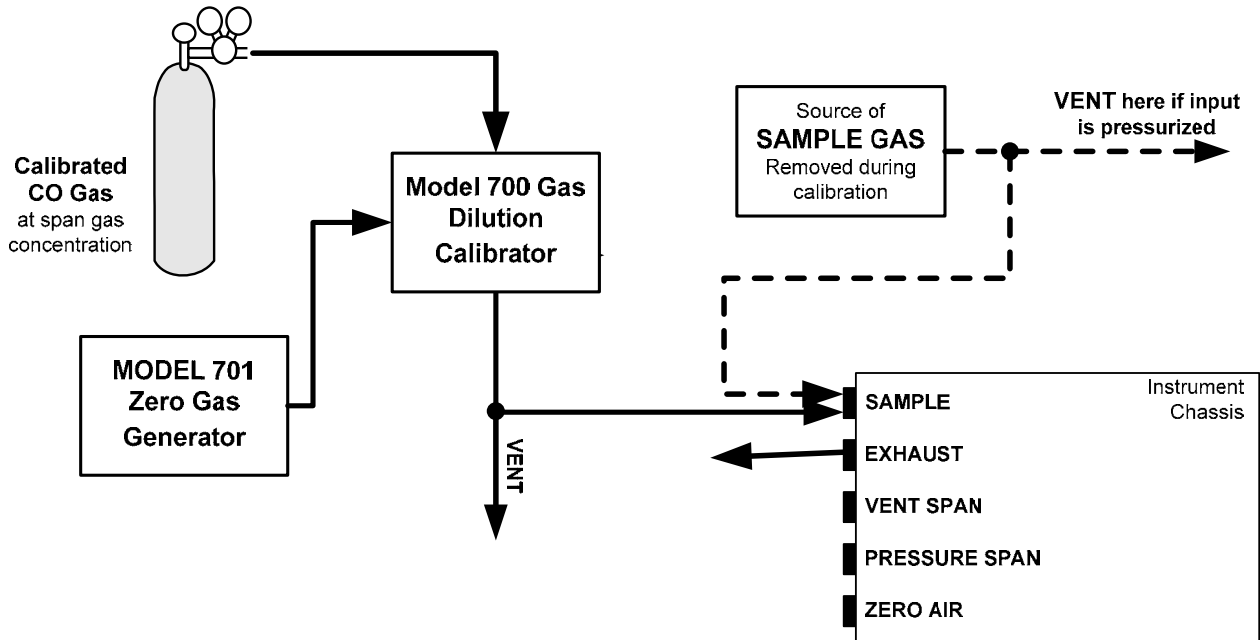 Calibrated
CO Gas
at span gas
concentration
Model 700 Gas
Dilution
Calibrator
MODEL 701
Zero Gas
Generator
VENT
Source of
SAMPLE GAS
Removed during
calibration
VENT here if input
is pressurized
Instrument
Chassis
SAMPLE
EXHAUST
VENT SPAN
PRESSURE SPAN
ZERO AIR